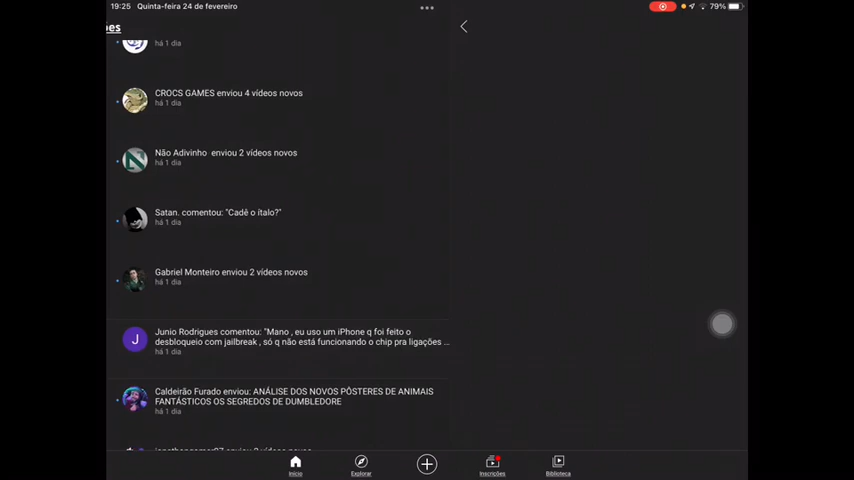 19:25 Quinta-feira 24 de fevereiro
79%
ões
há 1 dia
CROCS GAMES enviou 4 vídeos novos
há 1 dia
Não Adivinho enviou 2 vídeos novos
há 1 dia
Satan. comentou: "Cadê o ítalo?"
há 1 dia
Gabriel Monteiro enviou 2 vídeos novos
há 1 dia
J
Junio Rodrigues comentou: "Mano , eu uso um iPhone q foi feito o
desbloqueio com jailbreak , só q não está funcionando o chip pra ligações ...
há 1 dia
Caldeirão Furado enviou: ANÁLISE DOS NOVOS PÔSTERES DE ANIMAIS
FANTÁSTICOS OS SEGREDOS DE DUMBLEDORE
há 1 dia
Início
Explorar
Inscrições
Biblioteca